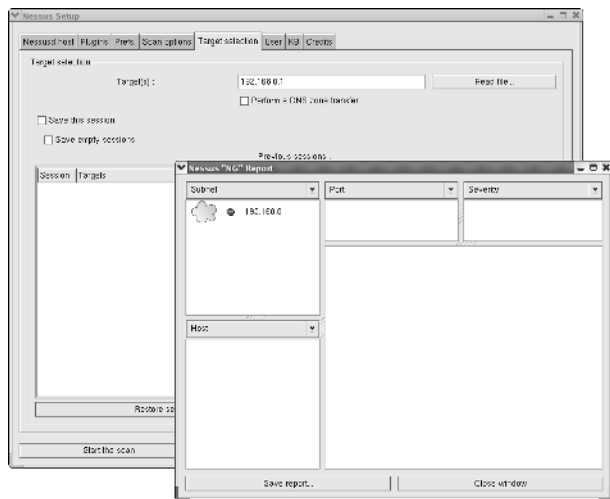 Nessus Setup
Nessusd host Plugins Prefs. Scan options Target selection User KB Credits
Target selection
Target(s) : 192.168.0.1 Read file...
Perform a DNS zone transfer
Save this session
Save empty sessions
Previous sessions :
Session Targets
Restore se
Start the scan
Nessus "NG" Report
Subnet Port Severity
192.168.0
Host
Save report... Close window